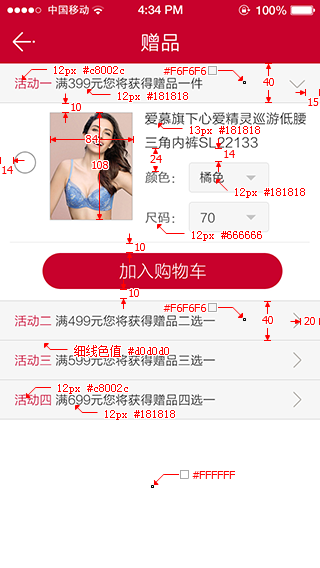 中国移动 4:34 PM 100%
赠品
12px #c8002c #F6F6F6
活动一 满399元您将获得赠品一件 40
12px #181818 15
10
爱慕旗下心爱精灵巡游低腰
13px #181818
84 三角内裤SL22133
24 14
14 108
颜色： 橘色
12px #181818
尺码： 70
12px #666666
10
加入购物车
10
#F6F6F6
活动二 满499元您将获得赠品二选一 40 20
细线色值,#d0d0d0
活动三 满599元您将获得赠品三选一
12px #c8002c
活动四 满699元您将获得赠品四选一
12px #181818
#FFFFFF